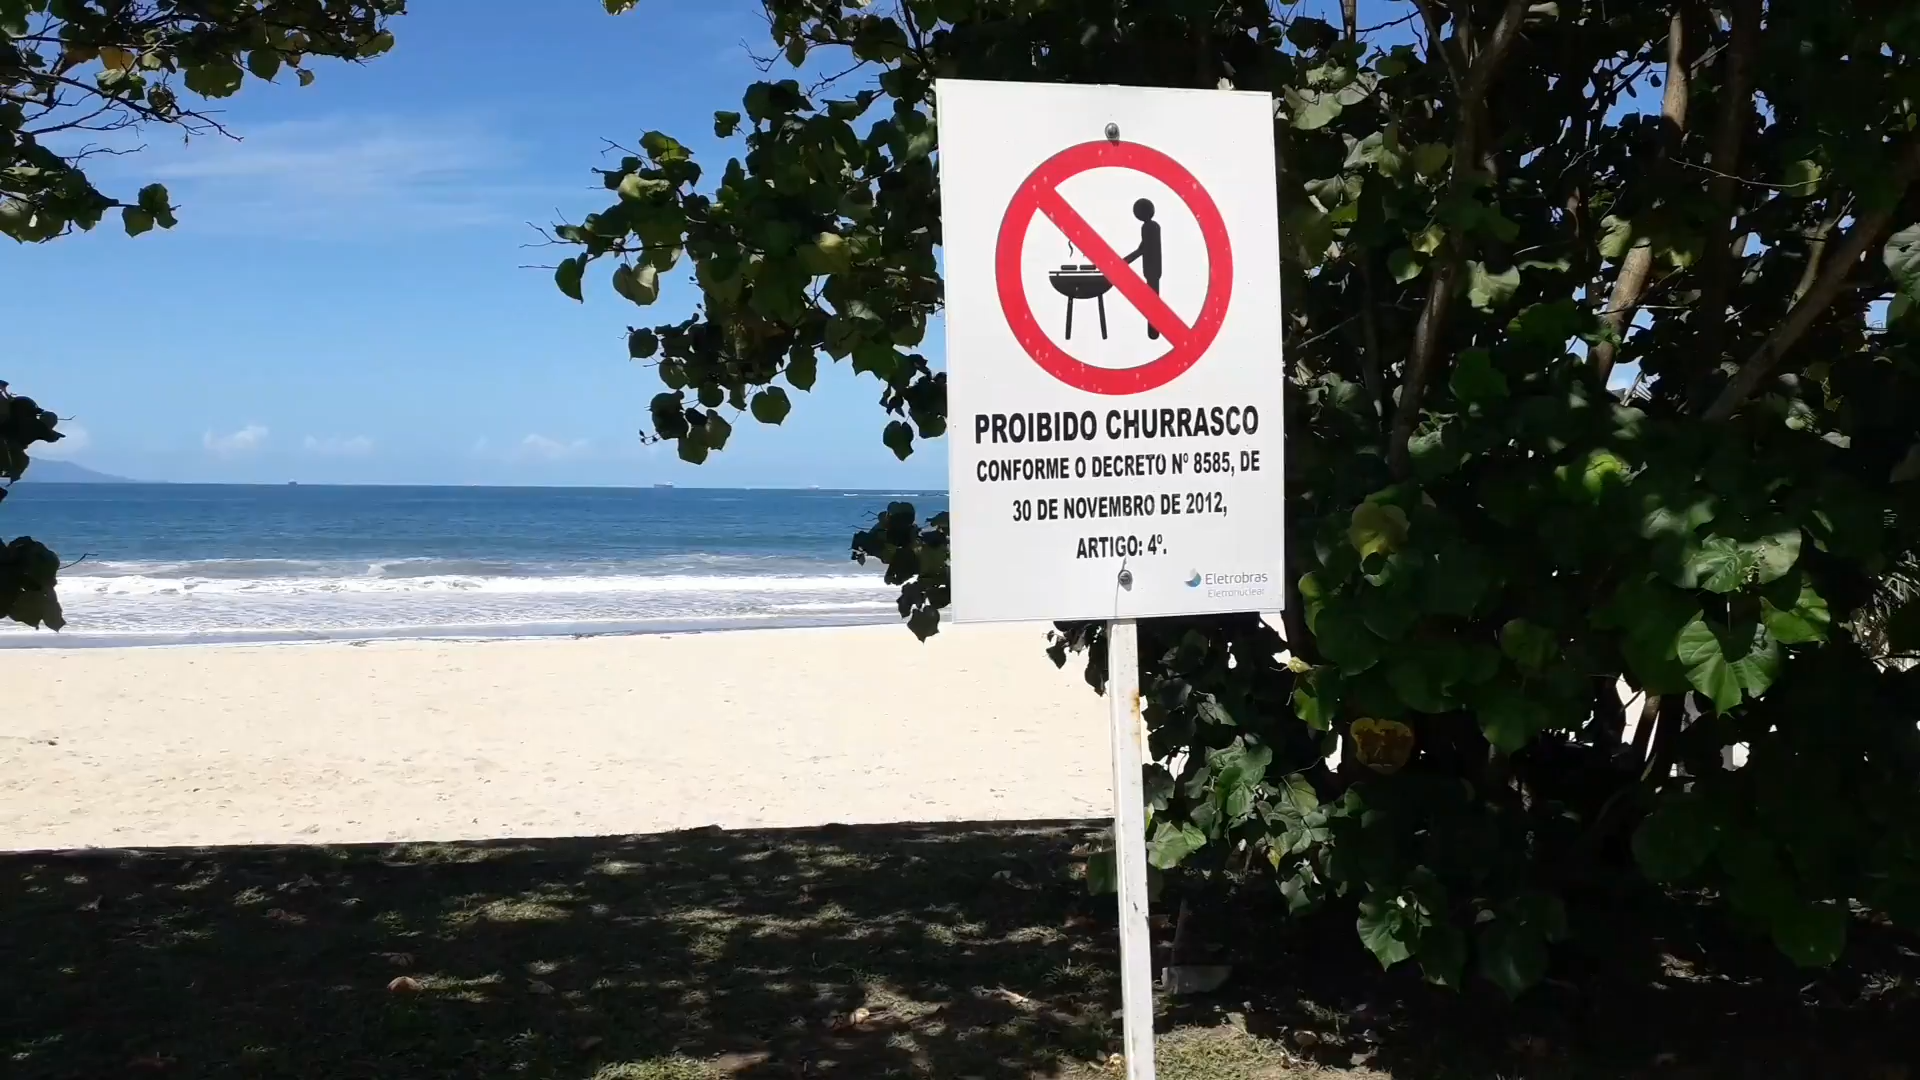 PROIBIDO CHURRASCO
CONFORME O DECRETO Nº 8585, DE
30 DE NOVEMBRO DE 2012,
ARTIGO: 4º.
Eletrobras
Eletronuclear